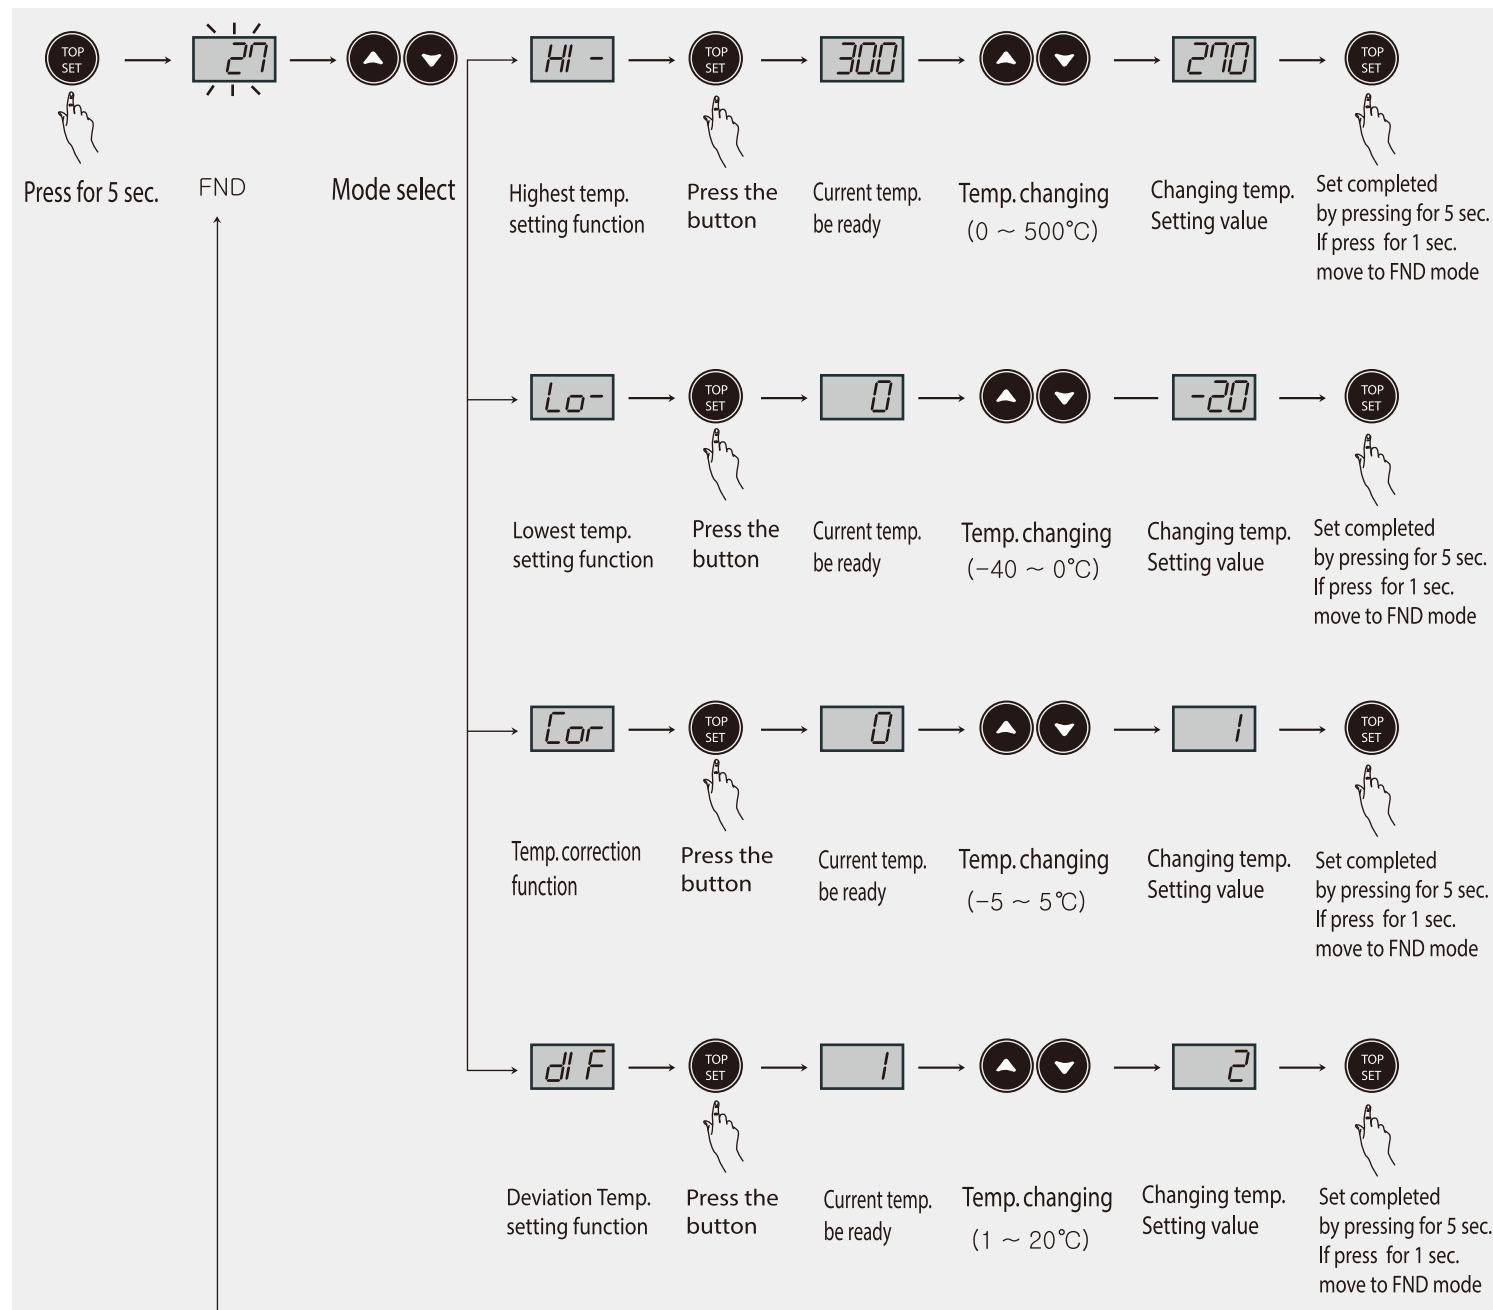 TOP
SET
27
HI -
TOP
SET
300
270
TOP
SET
Press for 5 sec.
FND
Mode select
Highest temp.
setting function
Press the
button
Current temp.
be ready
Temp. changing
(0 ~ 500°C)
Changing temp.
Setting value
Set completed
by pressing for 5 sec.
If press for 1 sec.
move to FND mode
Lo-
TOP
SET
0
-20
TOP
SET
Lowest temp.
setting function
Press the
button
Current temp.
be ready
Temp. changing
(-40 ~ 0°C)
Changing temp.
Setting value
Set completed
by pressing for 5 sec.
If press for 1 sec.
move to FND mode
Cor
TOP
SET
0
1
TOP
SET
Temp. correction
function
Press the
button
Current temp.
be ready
Temp. changing
(-5 ~ 5°C)
Changing temp.
Setting value
Set completed
by pressing for 5 sec.
If press for 1 sec.
move to FND mode
dIF
TOP
SET
1
2
TOP
SET
Deviation Temp.
setting function
Press the
button
Current temp.
be ready
Temp. changing
(1 ~ 20°C)
Changing temp.
Setting value
Set completed
by pressing for 5 sec.
If press for 1 sec.
move to FND mode